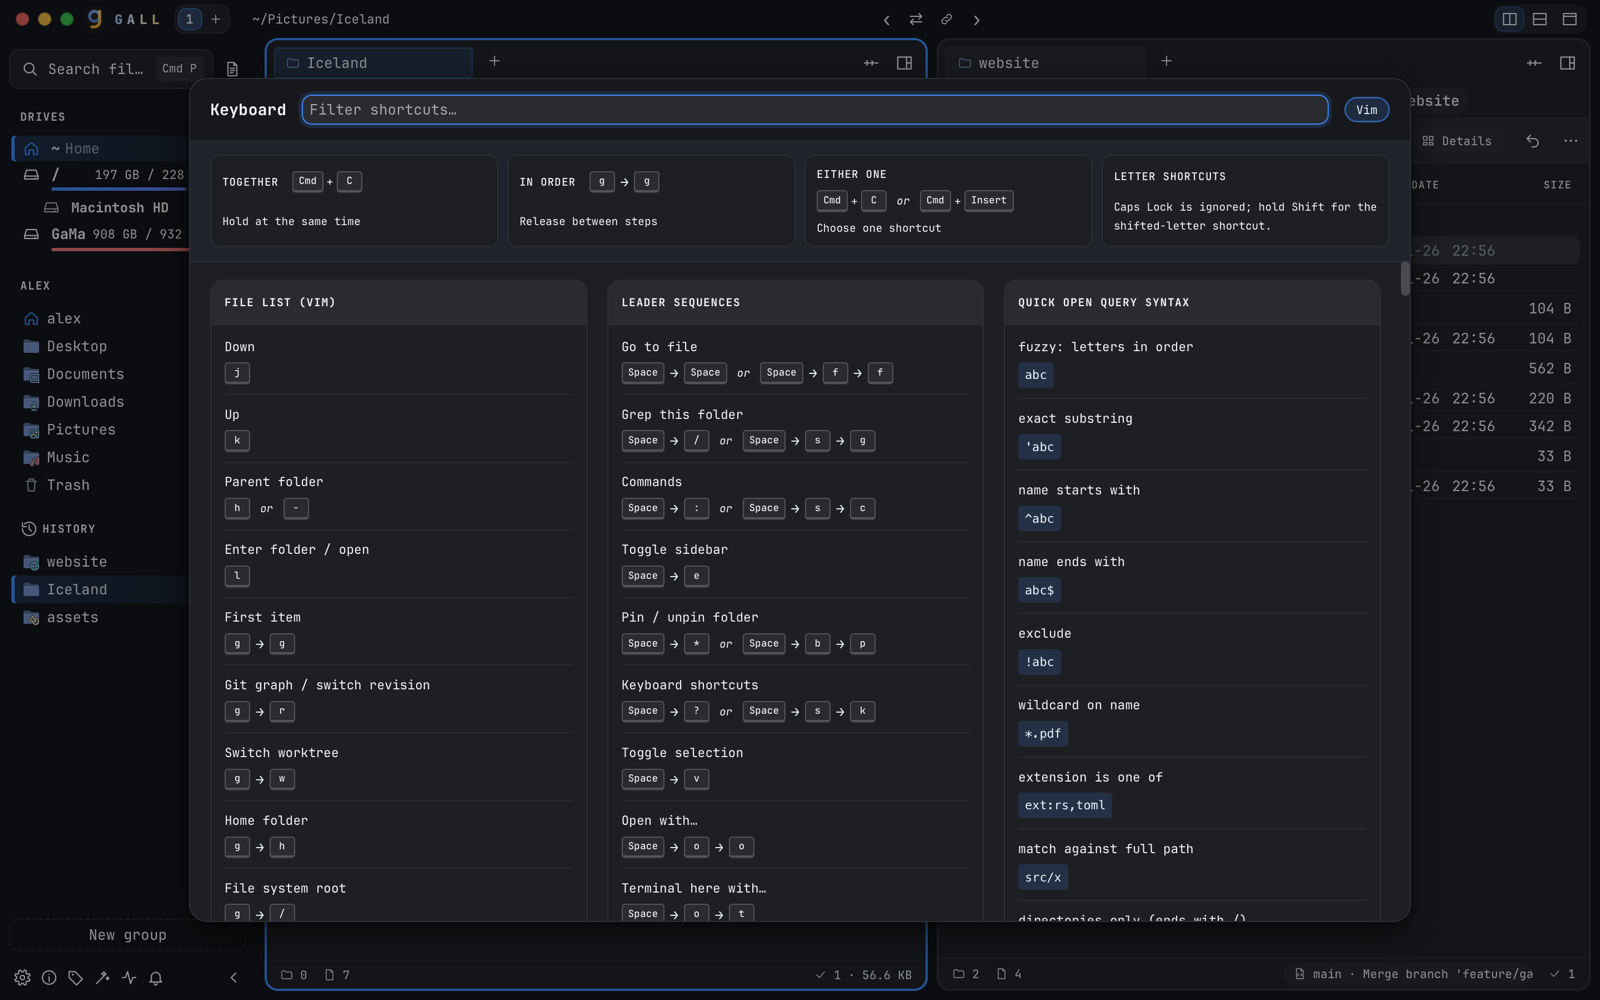 GALL
1 +
~/Pictures/Iceland
Search fil… Cmd P
Iceland +
website +
DRIVES
~ Home
/ 197 GB / 228
Macintosh HD
GaMa 908 GB / 932
ALEX
alex
Desktop
Documents
Downloads
Pictures
Music
Trash
HISTORY
website
Iceland
assets
New group
Keyboard
Filter shortcuts…
Vim
TOGETHER Cmd + C
Hold at the same time
IN ORDER g → g
Release between steps
EITHER ONE
Cmd + C or Cmd + Insert
Choose one shortcut
LETTER SHORTCUTS
Caps Lock is ignored; hold Shift for the
shifted-letter shortcut.
FILE LIST (VIM)
Down
j
Up
k
Parent folder
h or -
Enter folder / open
l
First item
g → g
Git graph / switch revision
g → r
Switch worktree
g → w
Home folder
g → h
File system root
g → /
LEADER SEQUENCES
Go to file
Space → Space or Space → f → f
Grep this folder
Space → / or Space → s → g
Commands
Space → : or Space → s → c
Toggle sidebar
Space → e
Pin / unpin folder
Space → * or Space → b → p
Keyboard shortcuts
Space → ? or Space → s → k
Toggle selection
Space → v
Open with…
Space → o → o
Terminal here with…
Space → o → t
QUICK OPEN QUERY SYNTAX
fuzzy: letters in order
abc
exact substring
'abc
name starts with
^abc
name ends with
abc$
exclude
!abc
wildcard on name
*.pdf
extension is one of
ext:rs,toml
match against full path
src/x
directories only (ends with /)
ebsite
Details
DATE SIZE
-26 22:56
-26 22:56
104 B
-26 22:56 104 B
562 B
-26 22:56 220 B
-26 22:56 342 B
33 B
-26 22:56 33 B
0 7
1 · 56.6 KB
2 4
main · Merge branch 'feature/ga
1